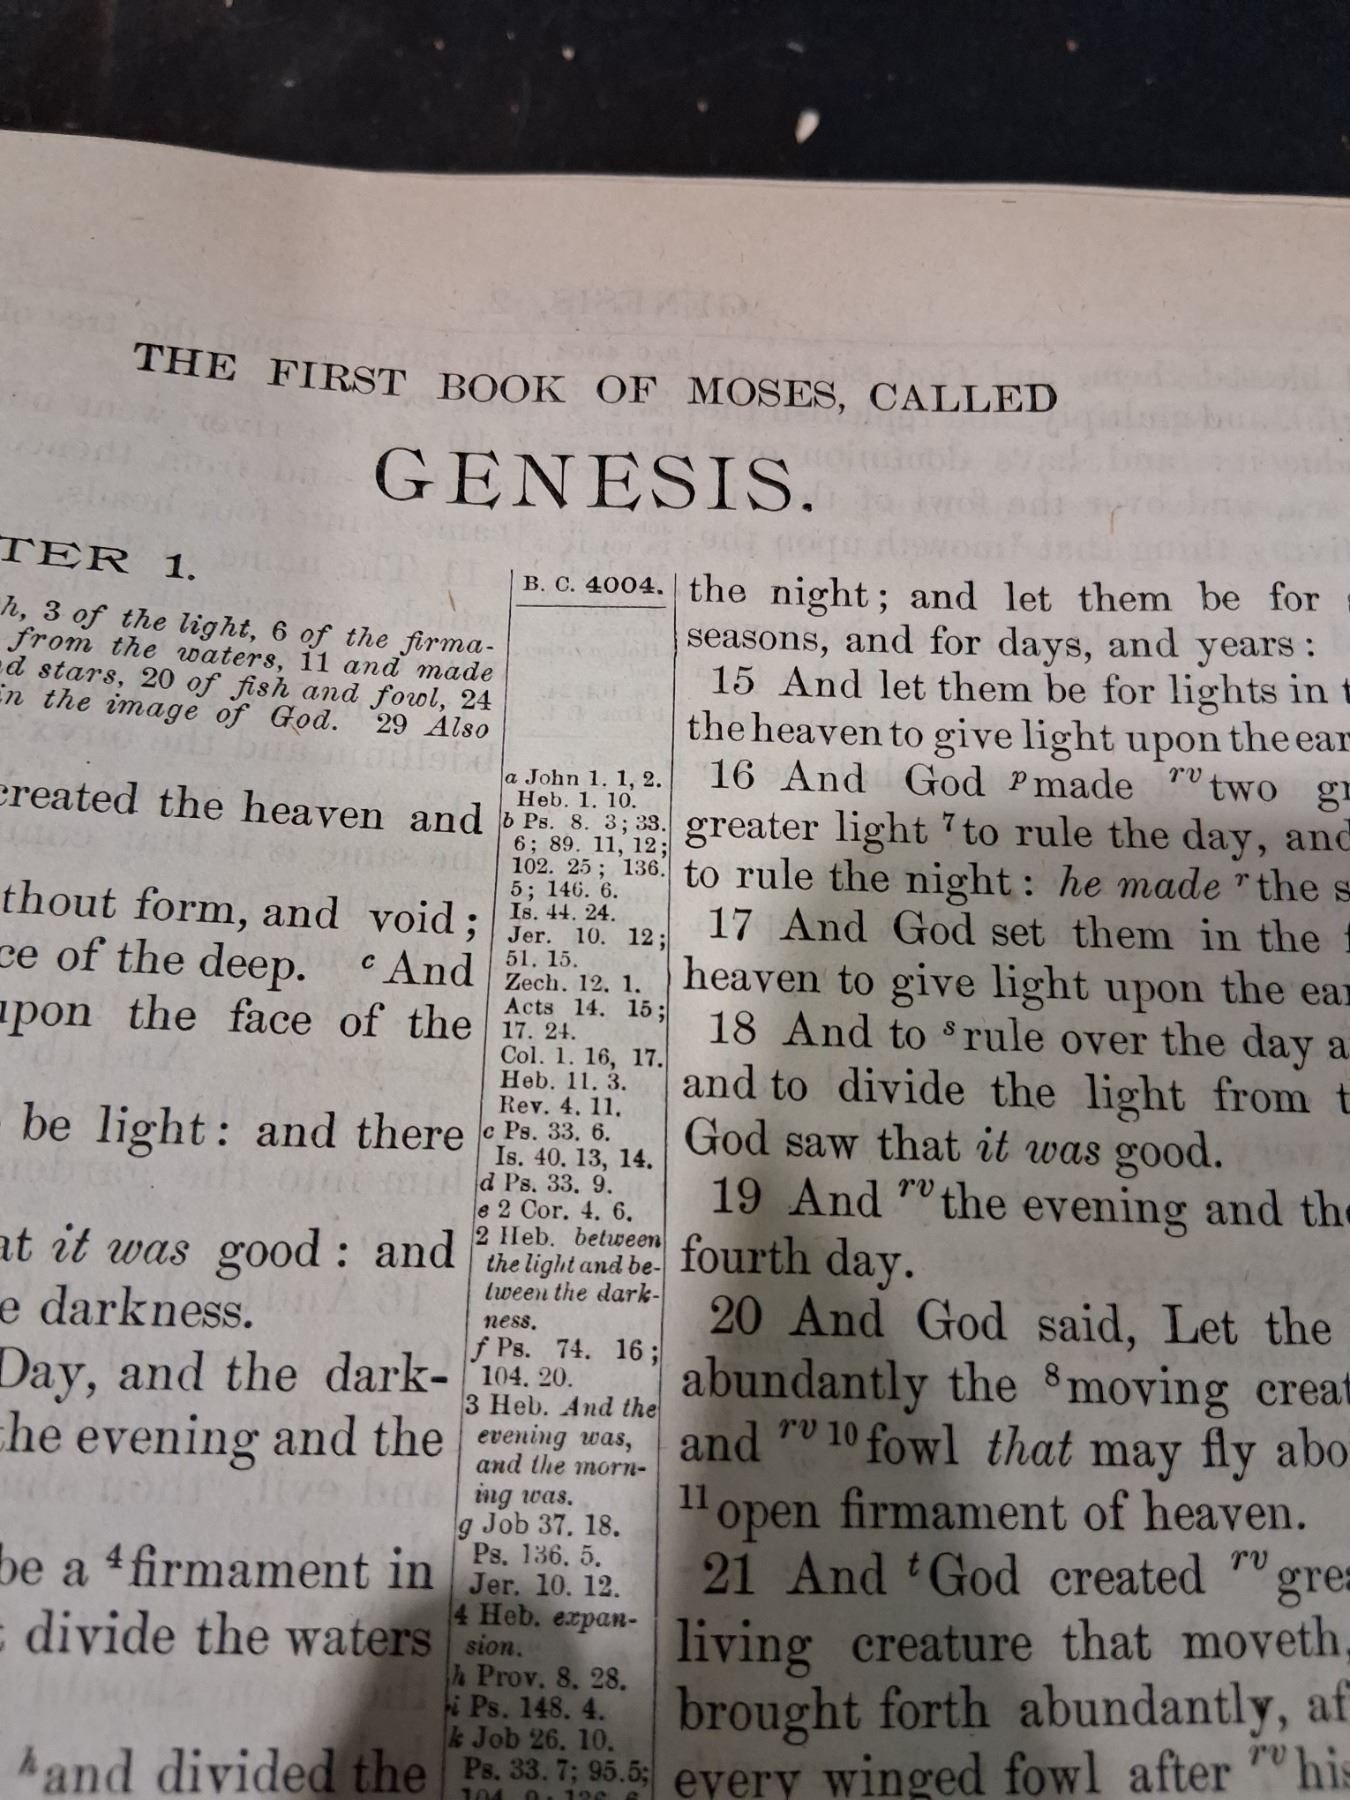 THE FIRST BOOK OF MOSES, CALLED
GENESIS.
TER 1.
h, 3 of the light, 6 of the firma-
from the waters, 11 and made
d stars, 20 of fish and fowl, 24
in the image of God. 29 Also
created the heaven and
thout form, and void;
ce of the deep. c And
upon the face of the
be light: and there
at it was good: and
e darkness.
Day, and the dark-
the evening and the
be a 4 firmament in
divide the waters
h and divided the
B. C. 4004.
a John 1. 1, 2.
Heb. 1. 10.
b Ps. 8. 3; 33.
6; 89. 11, 12;
102. 25; 136.
5; 146. 6.
Is. 44. 24.
Jer. 10. 12;
51. 15.
Zech. 12. 1.
Acts 14. 15;
17. 24.
Col. 1. 16, 17.
Heb. 11. 3.
Rev. 4. 11.
c Ps. 33. 6.
Is. 40. 13, 14.
d Ps. 33. 9.
e 2 Cor. 4. 6.
2 Heb. between
the light and be-
tween the dark-
ness.
f Ps. 74. 16;
104. 20.
3 Heb. And the
evening was,
and the morn-
ing was.
g Job 37. 18.
Ps. 136. 5.
Jer. 10. 12.
4 Heb. expan-
sion.
h Prov. 8. 28.
i Ps. 148. 4.
k Job 26. 10.
Ps. 33. 7; 95.5;
the night; and let them be for
seasons, and for days, and years:
15 And let them be for lights in t
the heaven to give light upon the ear
16 And God p made rv two gr
greater light 7 to rule the day, and
to rule the night: he made r the s
17 And God set them in the f
heaven to give light upon the ear
18 And to s rule over the day a
and to divide the light from t
God saw that it was good.
19 And rv the evening and the
fourth day.
20 And God said, Let the
abundantly the 8 moving creat
and rv 10 fowl that may fly abo
11 open firmament of heaven.
21 And t God created rv grea
living creature that moveth,
brought forth abundantly, af
every winged fowl after rv his